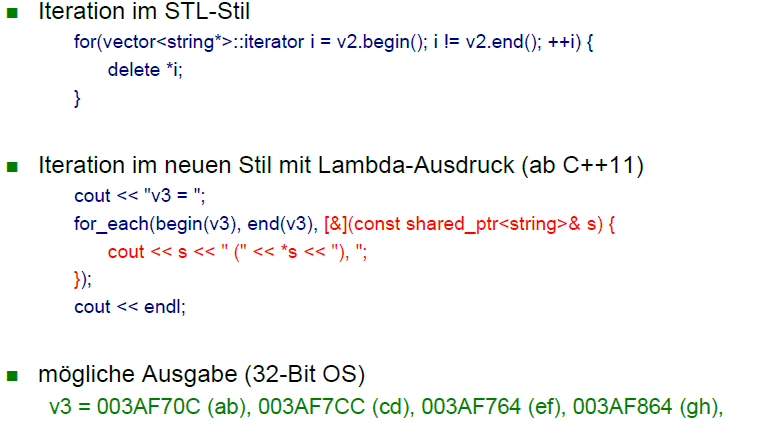 Iteration im STL-Stil
for(vector<string*>::iterator i = v2.begin(); i != v2.end(); ++i) {
delete *i;
}
Iteration im neuen Stil mit Lambda-Ausdruck (ab C++11)
cout << "v3 = ";
for_each(begin(v3), end(v3), [&](const shared_ptr<string>& s) {
cout << s << " (" << *s << "), ";
});
cout << endl;
mögliche Ausgabe (32-Bit OS)
v3 = 003AF70C (ab), 003AF7CC (cd), 003AF764 (ef), 003AF864 (gh),